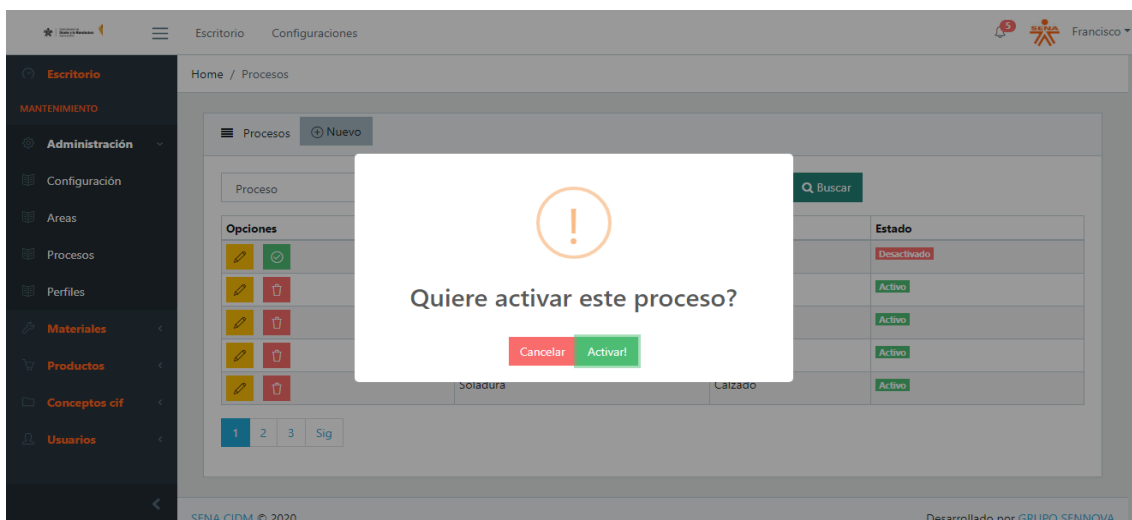 Escritorio Configuraciones
5
SENA
Francisco
Escritorio
Home / Procesos
MANTENIMIENTO
Procesos Nuevo
Administración
Configuración
Proceso
Buscar
Areas
Opciones
Estado
Procesos
Desactivado
Perfiles
Activo
Quiere activar este proceso?
Materiales
Activo
Productos
Cancelar Activar!
Activo
Soladura Calzado Activo
Conceptos cif
Usuarios
1 2 3 Sig
SENA CIDM © 2020
Desarrollado por GRUPO SENNOVA